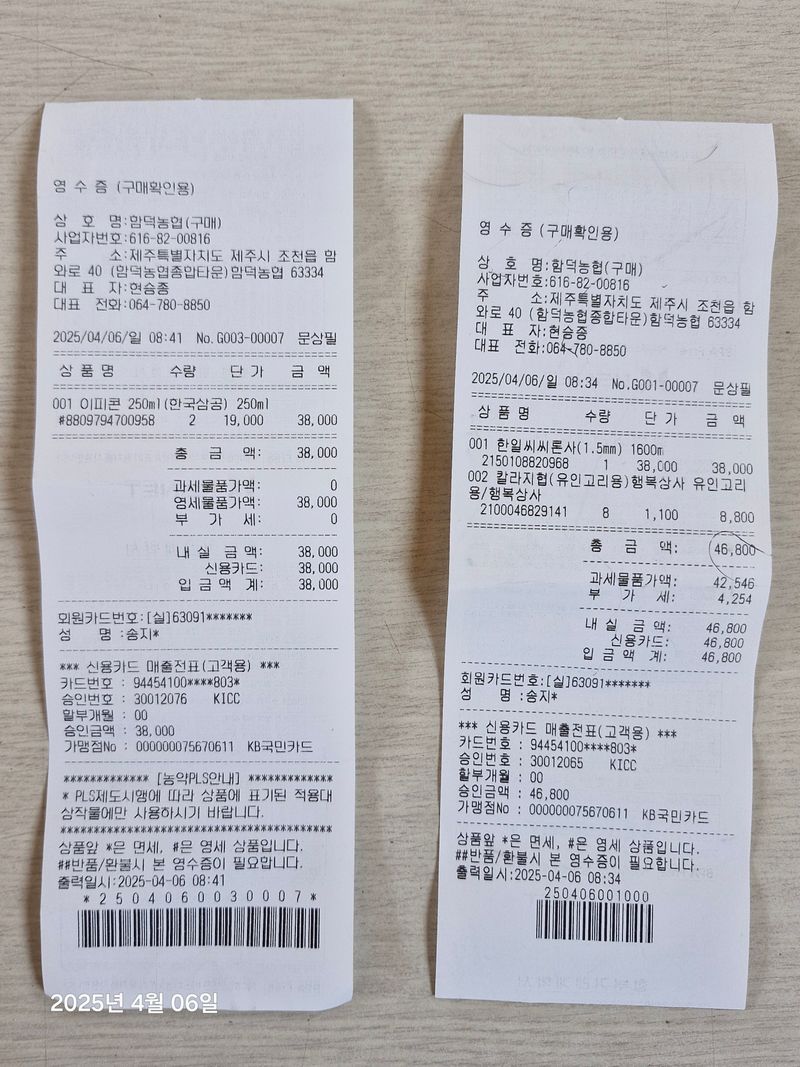 영 수 증 (구매확인용)
상 호 명:함덕농협(구매)
사업자번호:616-82-00816
주 소:제주특별자치도 제주시 조천읍 함
와로 40 (함덕농협종합타운)함덕농협 63334
대 표 자:현승종
대표 전화:064-780-8850
2025/04/06/일 08:41 No.G003-00007 문상필
상 품 명 수량 단 가 금 액
001 이피콘 250ml(한국삼공) 250ml
#8809794700958 2 19,000 38,000
총 금 액: 38,000
과세물품가액: 0
영세물품가액: 38,000
부 가 세: 0
내 실 금 액: 38,000
신용카드: 38,000
입 금 액 계: 38,000
회원카드번호:[실]63091*******
성 명 :송지*
*** 신용카드 매출전표(고객용) ***
카드번호 : 94454100****803*
승인번호 : 30012076 KICC
할부개월 : 00
승인금액 : 38,000
가맹점No : 000000075670611 KB국민카드
************* [농약PLS안내] *************
* PLS제도시행에 따라 상품에 표기된 적용대
상작물에만 사용하시기 바랍니다.
****************************************
상품앞 *은 면세, #은 영세 상품입니다.
##반품/환불시 본 영수증이 필요합니다.
출력일시:2025-04-06 08:41
*250406003 0007*
2025년 4월 06일
영 수 증 (구매확인용)
상 호 명:함덕농협(구매)
사업자번호:616-82-00816
주 소:제주특별자치도 제주시 조천읍 함
와로 40 (함덕농협종합타운)함덕농협 63334
대 표 자:현승종
대표 전화:064-780-8850
2025/04/06/일 08:34 No.G001-00007 문상필
상 품 명 수량 단 가 금 액
001 한일씨씨론사(1.5mm) 1600m
2150108820968 1 38,000 38,000
002 칼라지협(유인고리용)행복상사 유인고리
용/행복상사
2100046829141 8 1,100 8,800
총 금 액: 46,800
과세물품가액: 42,546
부 가 세: 4,254
내 실 금 액: 46,800
신용카드: 46,800
입 금 액 계: 46,800
회원카드번호:[실]63091*******
성 명 :송지*
*** 신용카드 매출전표(고객용) ***
카드번호 : 94454100****803*
승인번호 : 30012065 KICC
할부개월 : 00
승인금액 : 46,800
가맹점No : 000000075670611 KB국민카드
상품앞 *은 면세, #은 영세 상품입니다.
##반품/환불시 본 영수증이 필요합니다.
출력일시:2025-04-06 08:34
250406001000